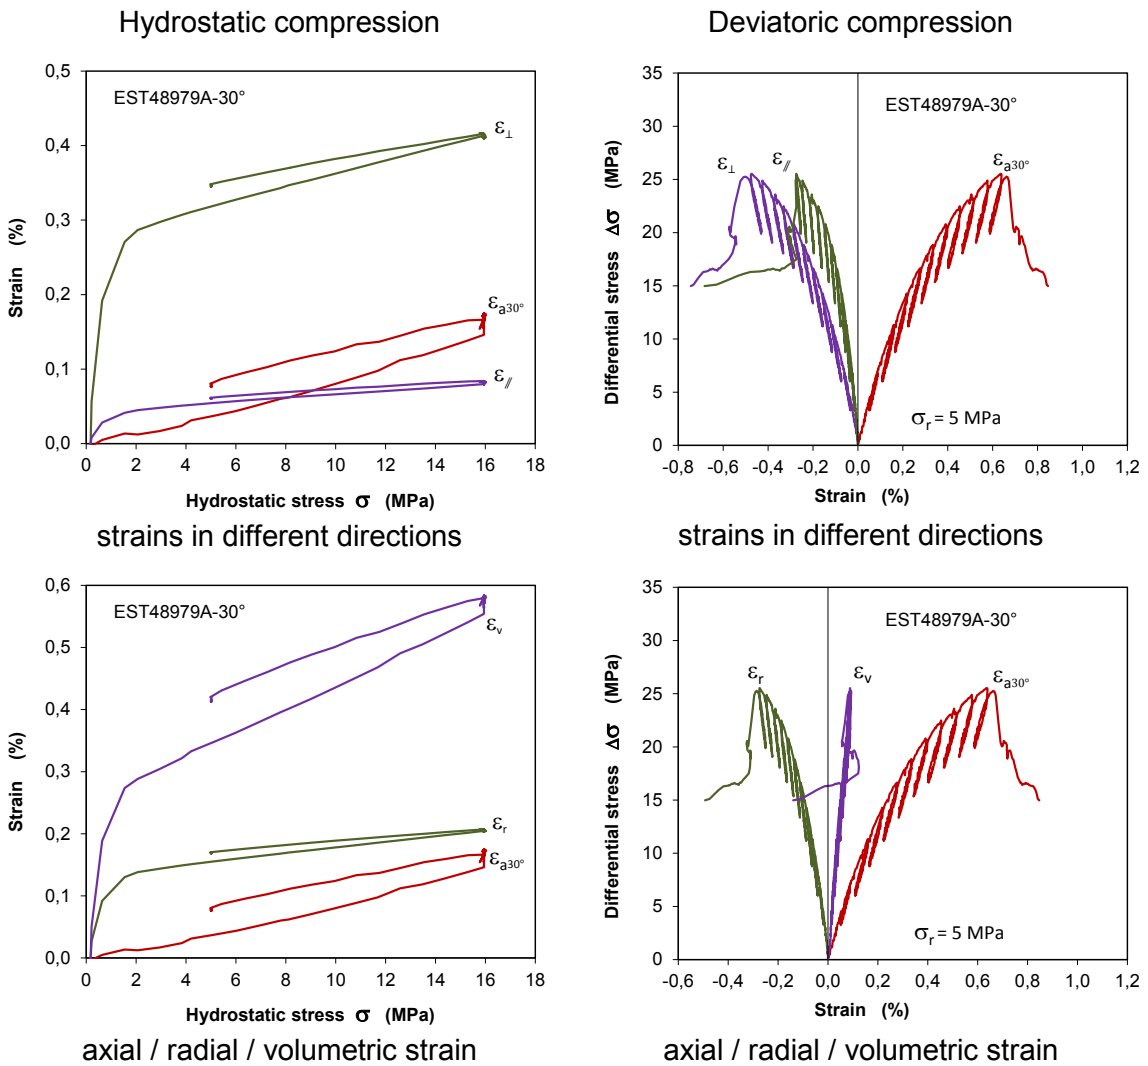 Hydrostatic compression
Deviatoric compression
0,5
0,4
0,3
0,2
0,1
0,0
Strain (%)
EST48979A-30°
ε⊥
εa30°
ε//
0 2 4 6 8 10 12 14 16 18
Hydrostatic stress σ (MPa)
strains in different directions
35
30
25
20
15
10
5
0
Differential stress Δσ (MPa)
EST48979A-30°
ε⊥
ε//
εa30°
σr = 5 MPa
-0,8 -0,6 -0,4 -0,2 0,0 0,2 0,4 0,6 0,8 1,0 1,2
Strain (%)
strains in different directions
0,6
0,5
0,4
0,3
0,2
0,1
0,0
Strain (%)
EST48979A-30°
εv
εr
εa30°
0 2 4 6 8 10 12 14 16 18
Hydrostatic stress σ (MPa)
axial / radial / volumetric strain
35
30
25
20
15
10
5
0
Differential stress Δσ (MPa)
EST48979A-30°
εr
εv
εa30°
σr = 5 MPa
-0,6 -0,4 -0,2 0,0 0,2 0,4 0,6 0,8 1,0 1,2
Strain (%)
axial / radial / volumetric strain